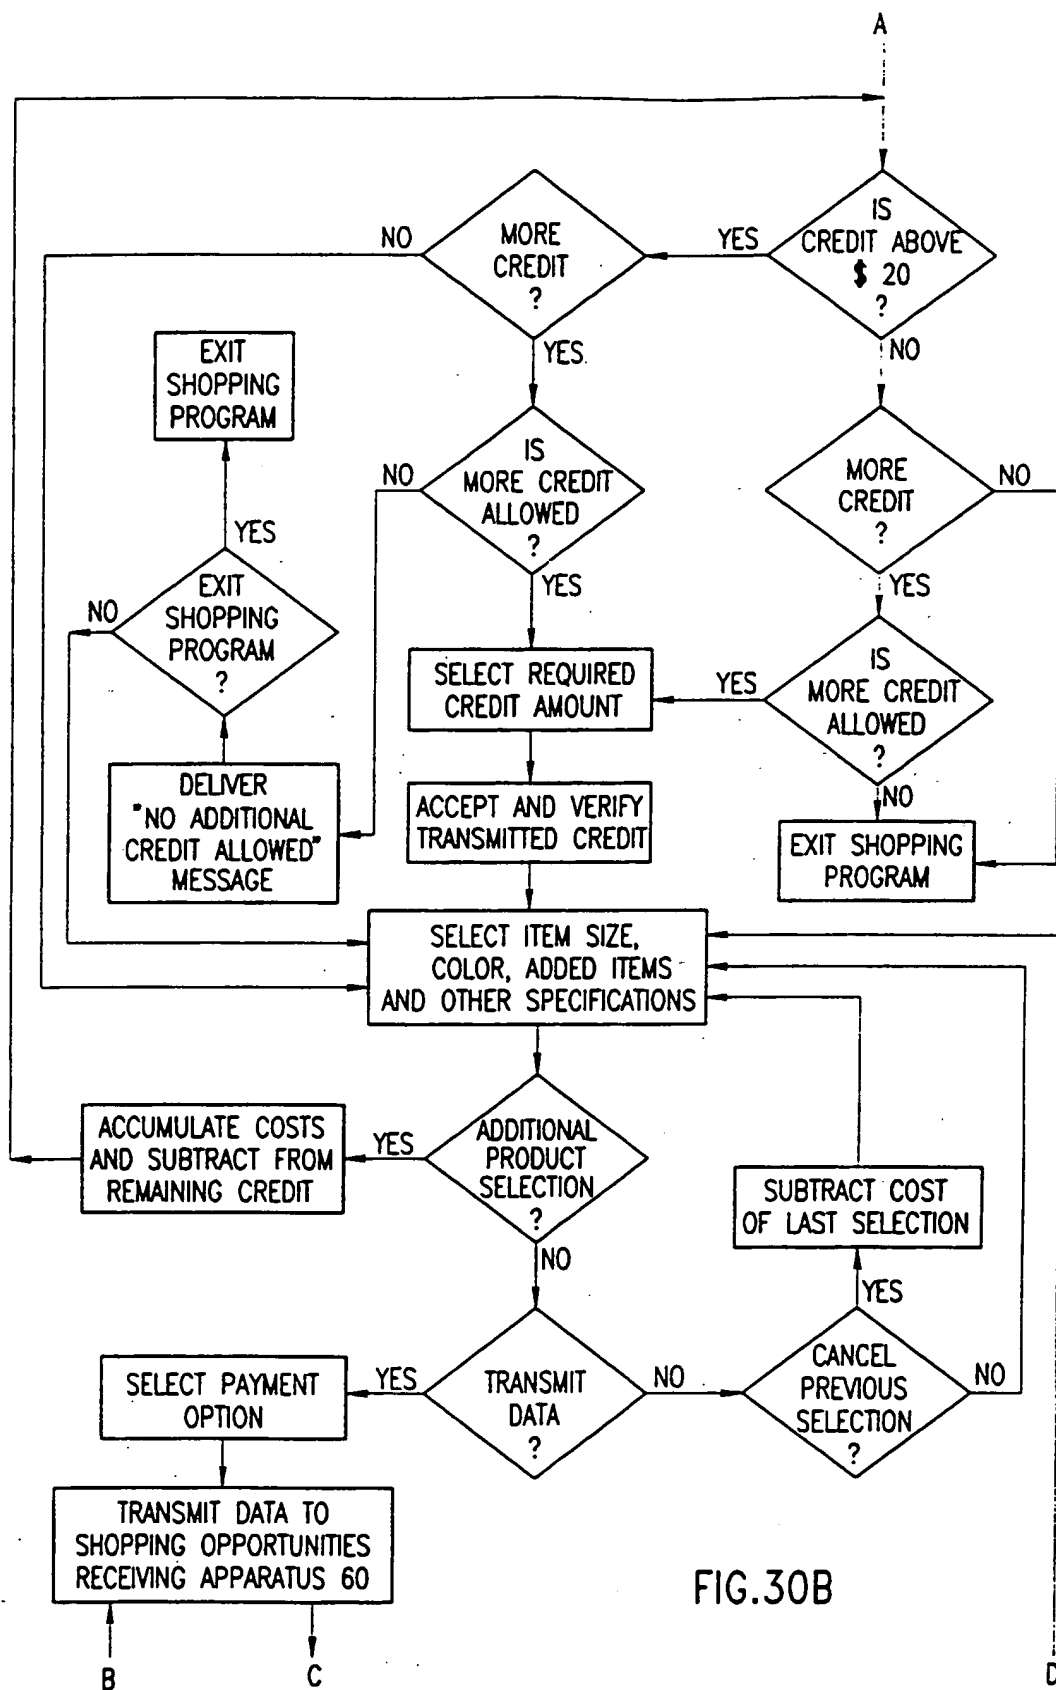 A
IS
CREDIT ABOVE
$ 20
?
YES
NO
MORE
CREDIT
?
NO
YES
EXIT
SHOPPING
PROGRAM
IS
MORE CREDIT
ALLOWED
?
NO
YES
MORE
CREDIT
?
NO
YES
YES
EXIT
SHOPPING
PROGRAM
?
NO
SELECT REQUIRED
CREDIT AMOUNT
YES
IS
MORE CREDIT
ALLOWED
?
NO
DELIVER
"NO ADDITIONAL
CREDIT ALLOWED"
MESSAGE
ACCEPT AND VERIFY
TRANSMITTED CREDIT
EXIT SHOPPING
PROGRAM
SELECT ITEM SIZE,
COLOR, ADDED ITEMS
AND OTHER SPECIFICATIONS
ACCUMULATE COSTS
AND SUBTRACT FROM
REMAINING CREDIT
YES
ADDITIONAL
PRODUCT
SELECTION
?
NO
SUBTRACT COST
OF LAST SELECTION
YES
SELECT PAYMENT
OPTION
YES
TRANSMIT
DATA
?
NO
CANCEL
PREVIOUS
SELECTION
?
NO
TRANSMIT DATA TO
SHOPPING OPPORTUNITIES
RECEIVING APPARATUS 60
FIG.30B
B
C
D